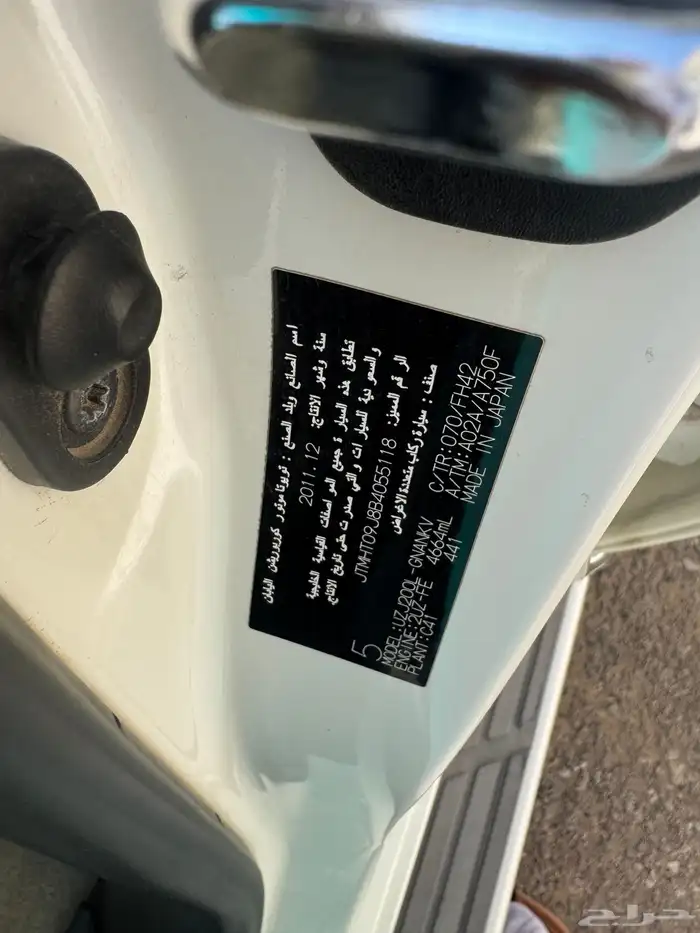 اسم الصانع وبلد الصنع : تويوتا موتور كوربوريشن اليابان
سنة وشهر الانتاج: 2011.12
تطابق هذه السيارة جميع المواصفات القياسية الخليجية
والسعودية للسيارات والتي صدرت حتى تاريخ الانتاج.
الرقم المميز: JTMHT09J8B4055118
صنف : سيارة ركاب متعددة الاغراض
5
MODEL:UZJ200L-GNANKV C/TR:070/FH42
ENGINE:2UZ-FE 4664mL A/TM:A02A/A750F
PLANT:C41 441 MADE IN JAPAN
حراج